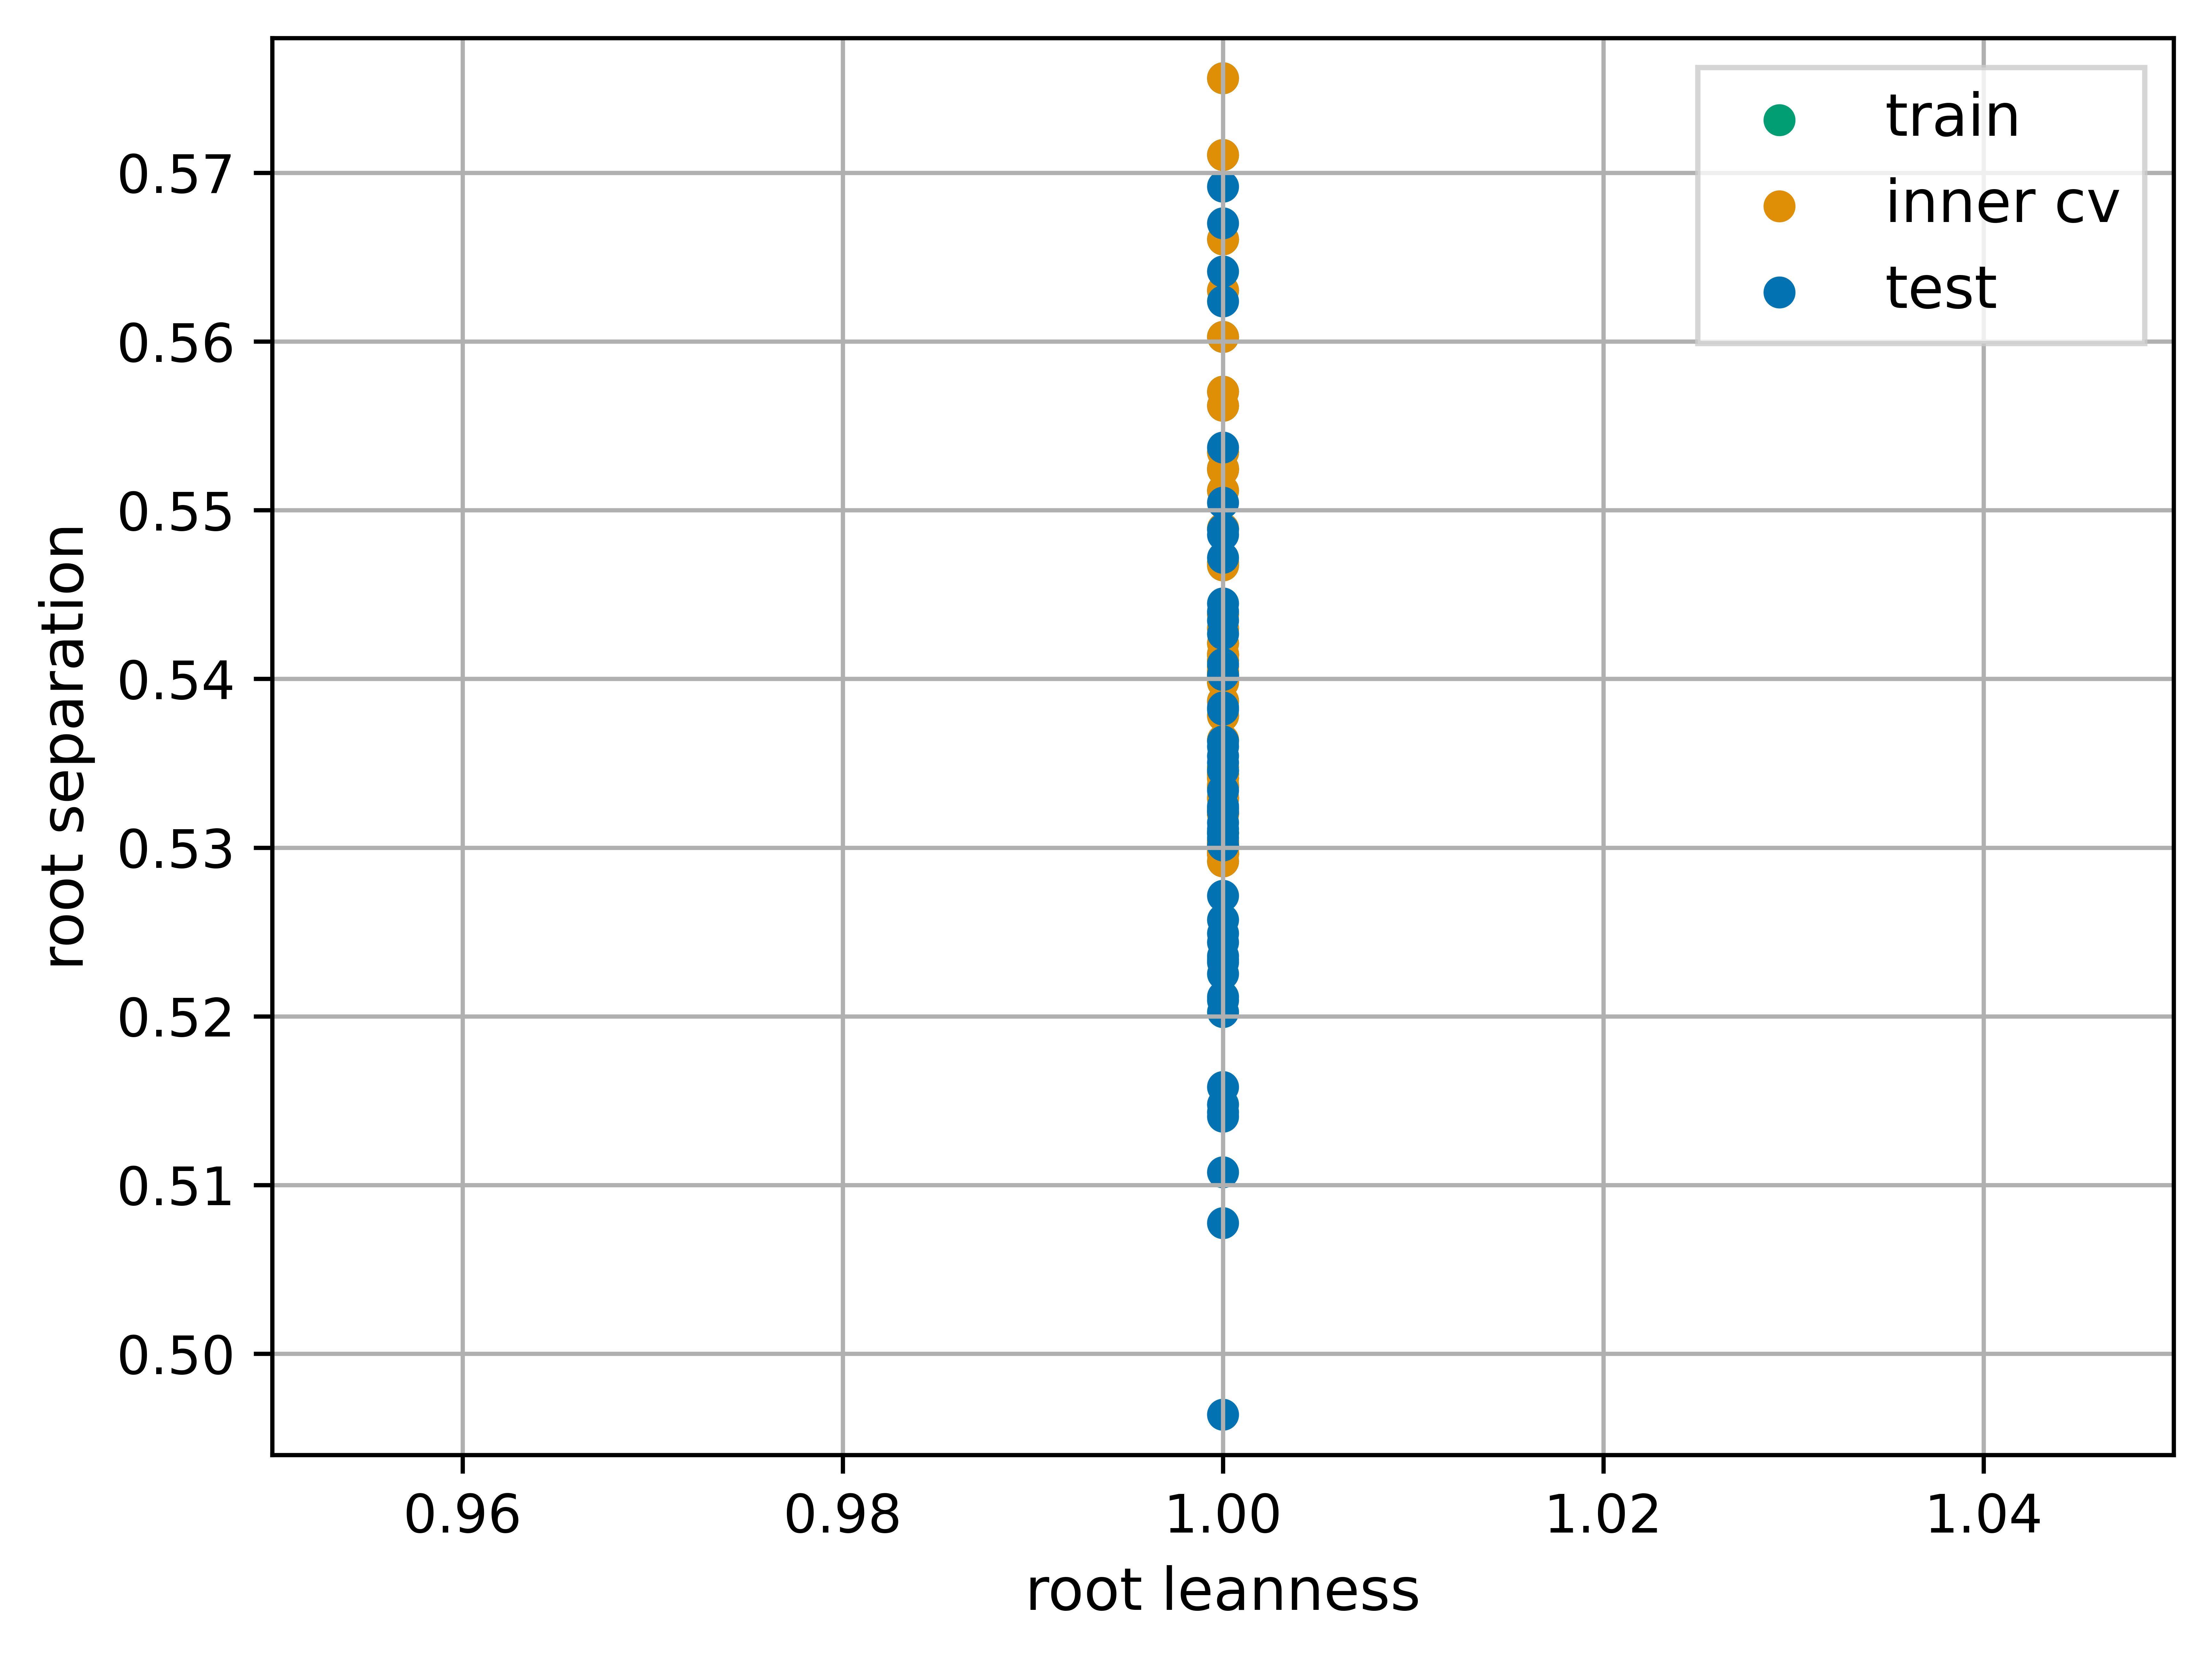 train
inner cv
test
0.57
0.56
0.55
0.54
0.53
0.52
0.51
0.50
root separation
0.96 0.98 1.00 1.02 1.04
root leanness